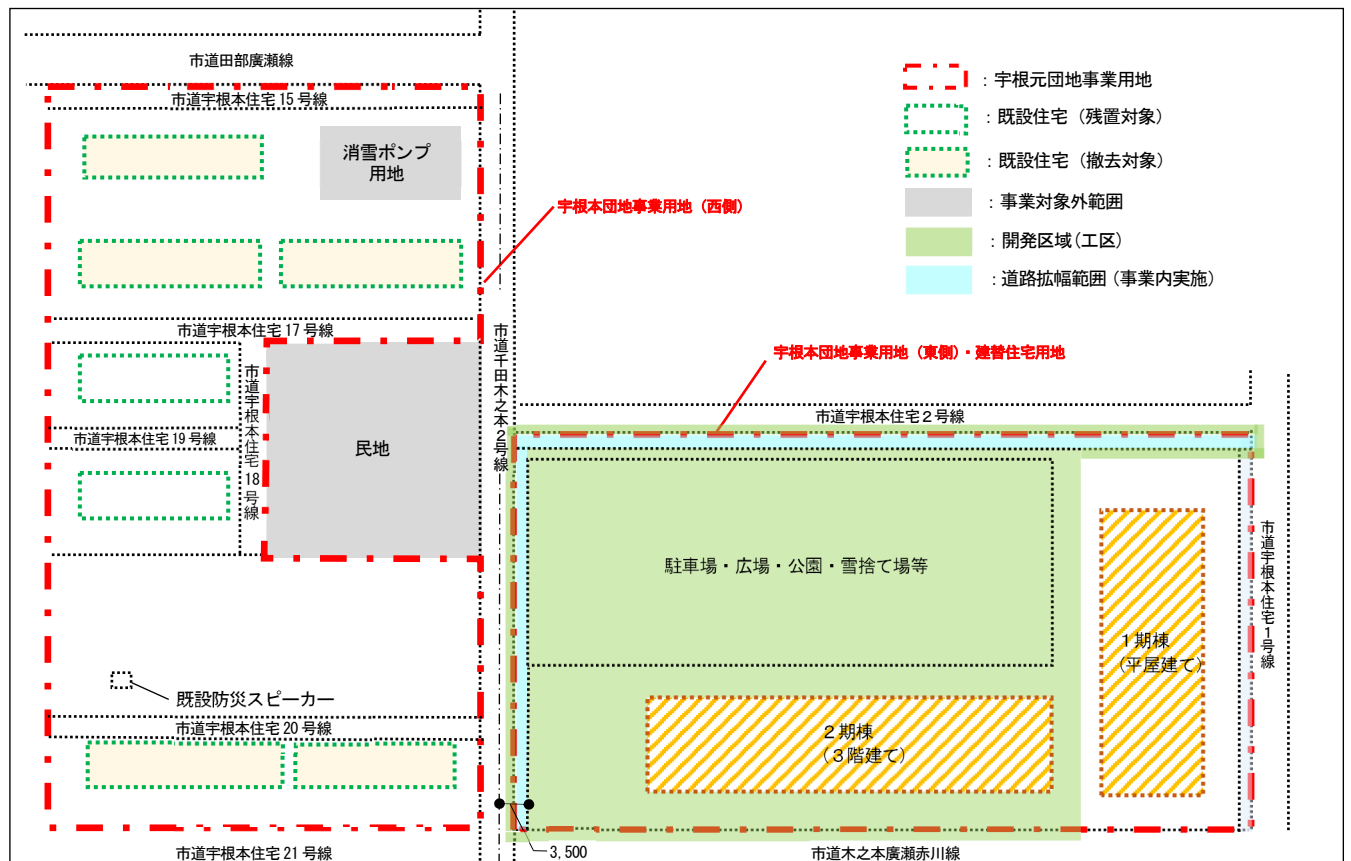 市道田部廣瀬線
市道宇根本住宅 15 号線
消雪ポンプ
用地
宇根本団地事業用地（西側）
：宇根元団地事業用地
：既設住宅（残置対象）
：既設住宅（撤去対象）
：事業対象外範囲
：開発区域(工区)
：道路拡幅範囲（事業内実施）
市道宇根本住宅 17 号線
市道千田木之本２号線
市道宇根本住宅18号線
市道宇根本住宅 19 号線
民地
宇根本団地事業用地（東側）・建替住宅用地
市道宇根本住宅２号線
駐車場・広場・公園・雪捨て場等
市道宇根本住宅１号線
１期棟
（平屋建て）
２期棟
（３階建て）
既設防災スピーカー
市道宇根本住宅 20 号線
市道宇根本住宅 21 号線
3,500
市道木之本廣瀬赤川線